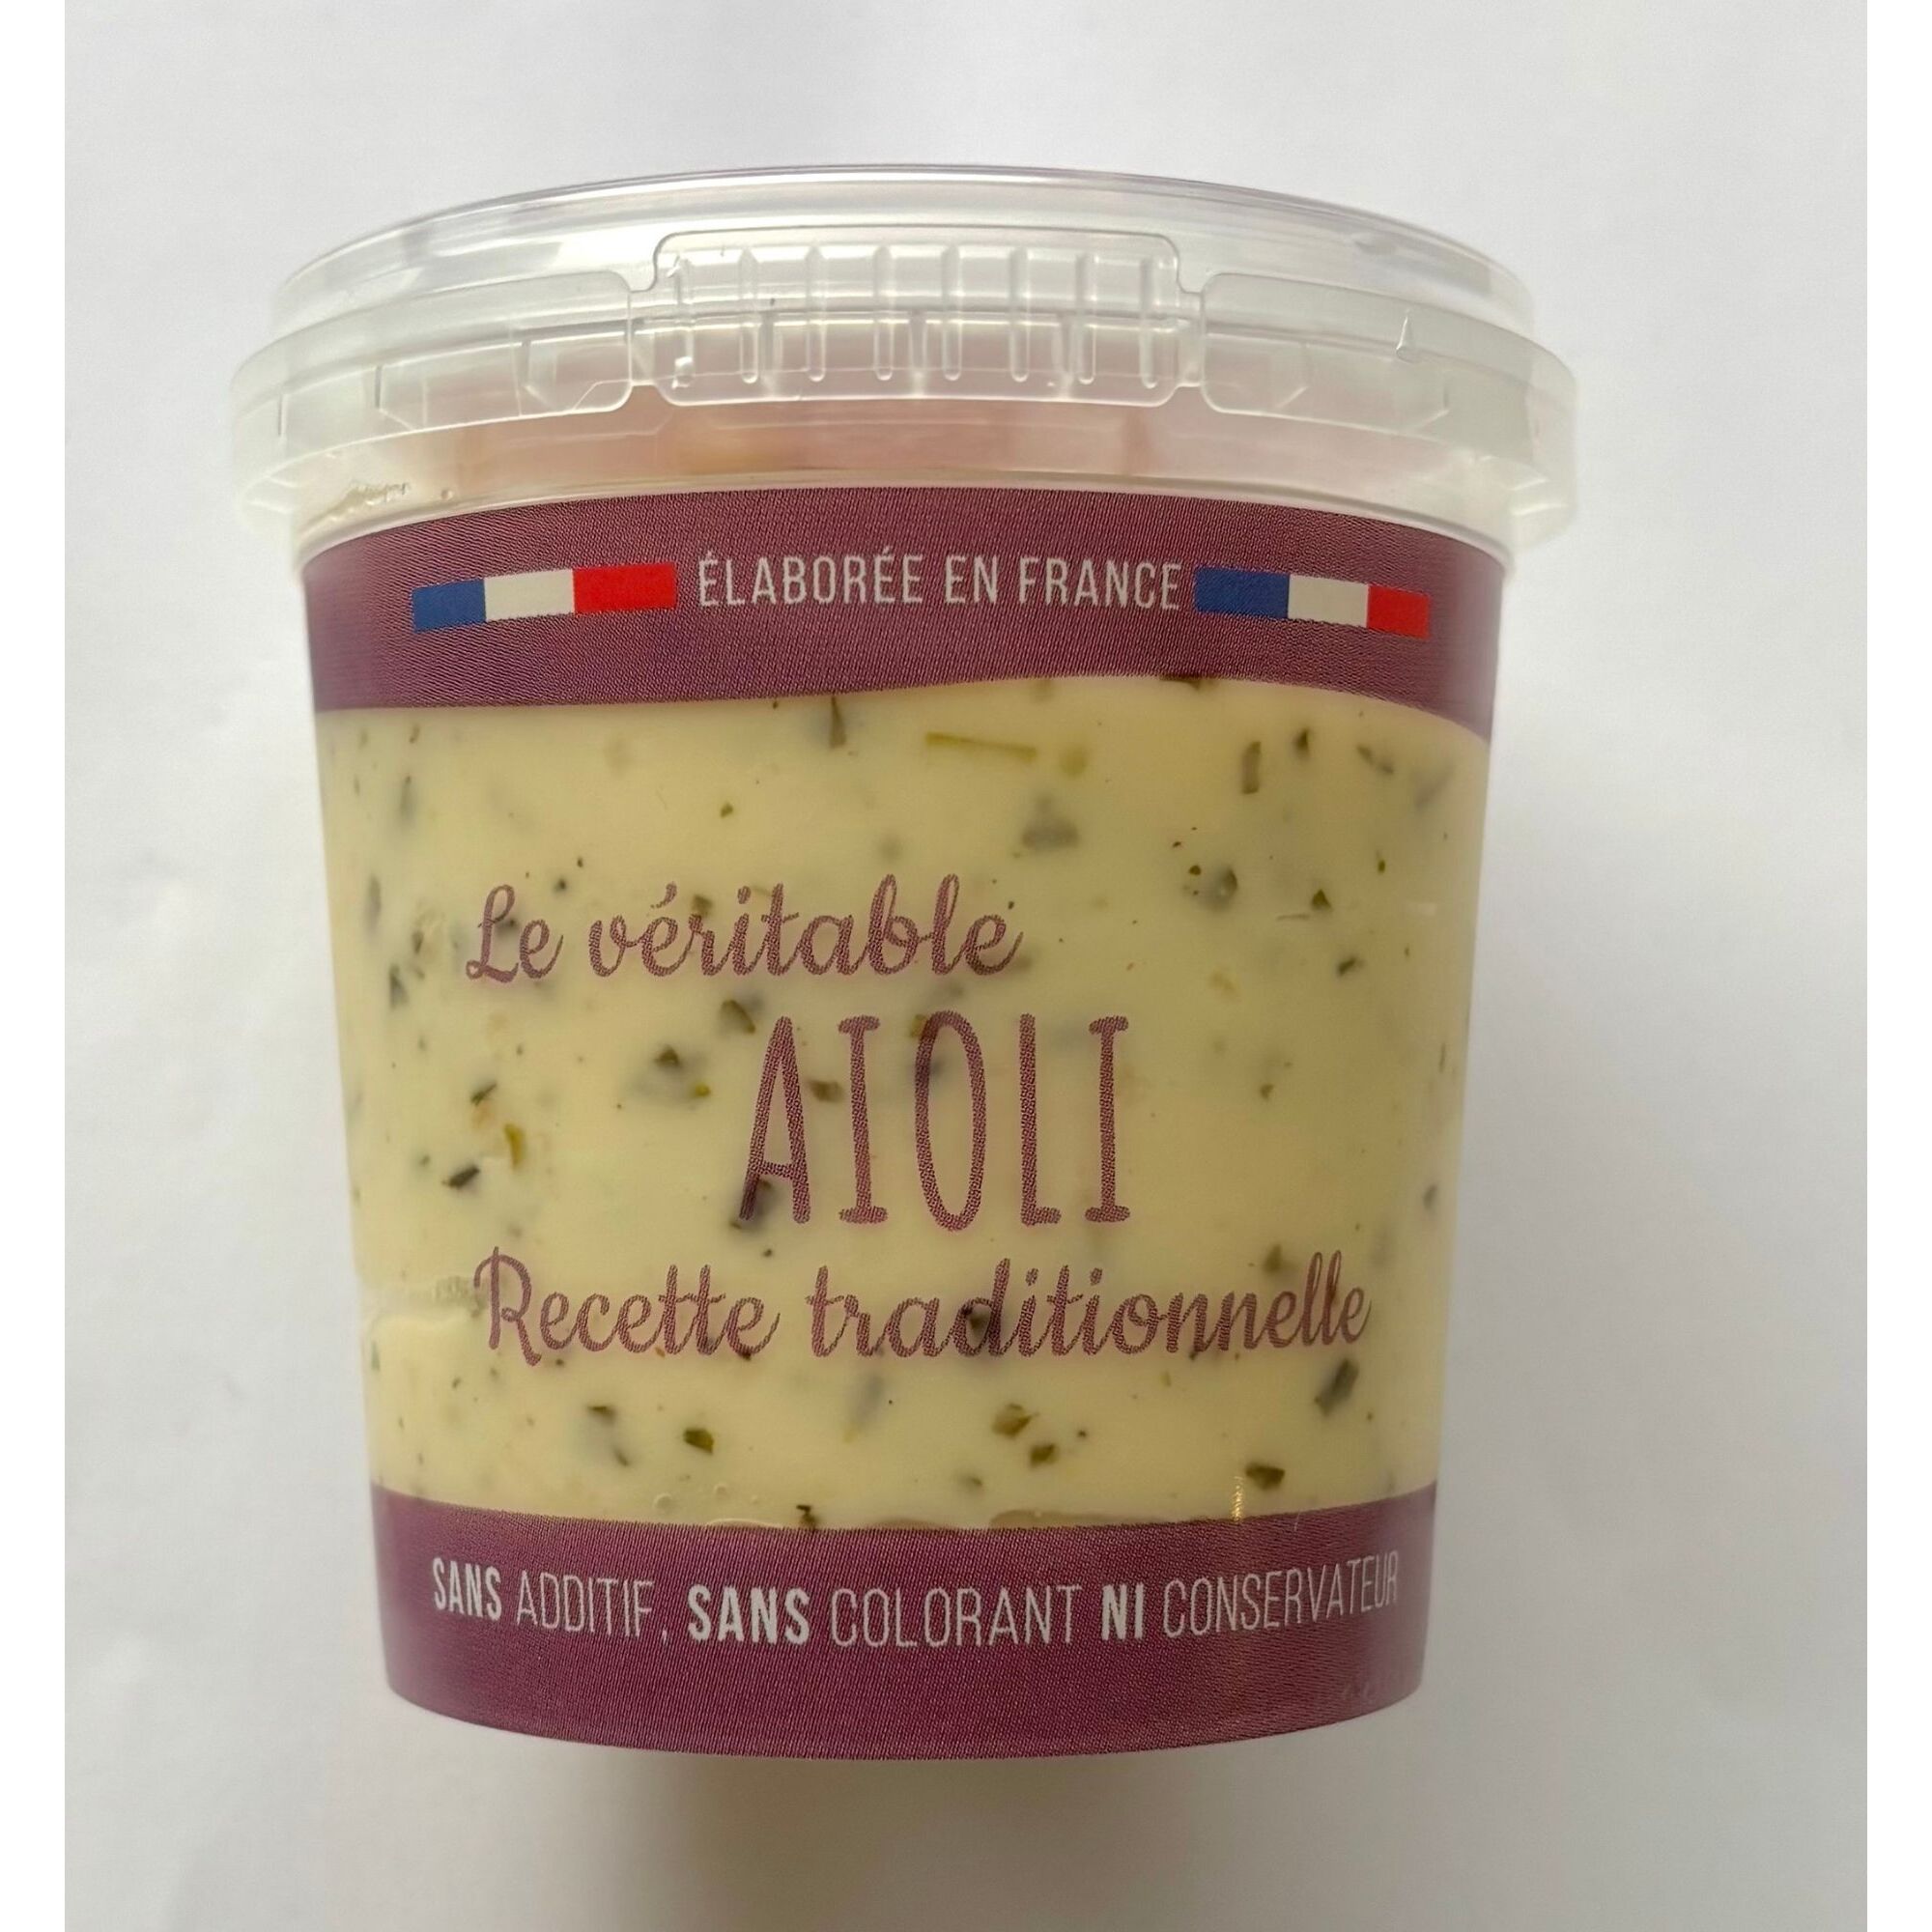 ÉLABORÉE EN FRANCE
Le véritable
AIOLI
Recette traditionnelle
SANS ADDITIF, SANS COLORANT NI CONSERVATEUR